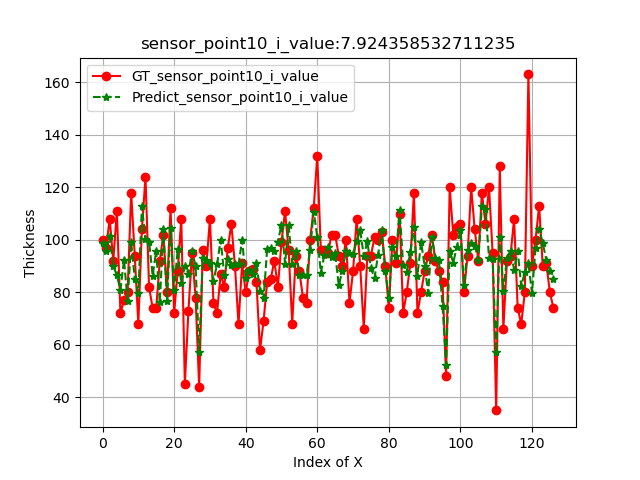 sensor_point10_i_value:7.924358532711235
GT_sensor_point10_i_value
Predict_sensor_point10_i_value
Thickness
160
140
120
100
80
60
40
0 20 40 60 80 100 120
Index of X